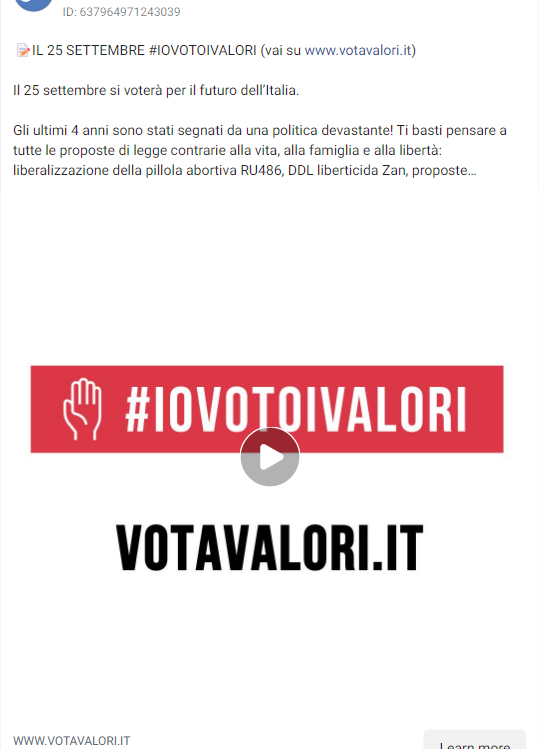 ID: 637964971243039
📝IL 25 SETTEMBRE #IOVOTOIVALORI (vai su www.votavalori.it)
Il 25 settembre si voterà per il futuro dell'Italia.
Gli ultimi 4 anni sono stati segnati da una politica devastante! Ti basti pensare a
tutte le proposte di legge contrarie alla vita, alla famiglia e alla libertà:
liberalizzazione della pillola abortiva RU486, DDL liberticida Zan, proposte...
#IOVOTOIVALORI
VOTAVALORI.IT
WWW.VOTAVALORI.IT
Learn more